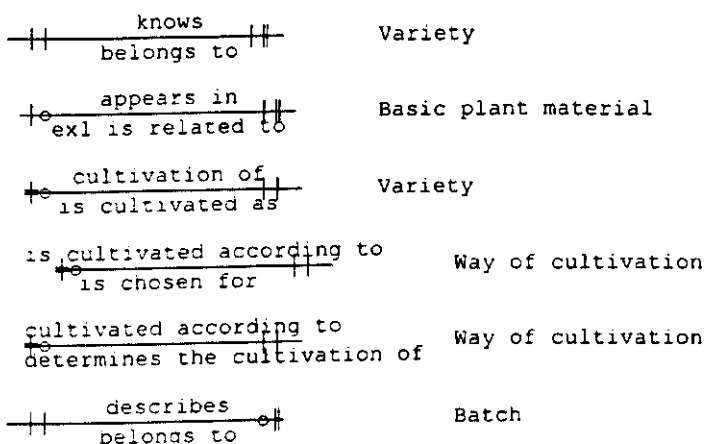 knows
belongs to Variety
appears in
exl is related to Basic plant material
cultivation of
is cultivated as Variety
is cultivated according to
is chosen for Way of cultivation
cultivated according to
determines the cultivation of Way of cultivation
describes
belongs to Batch